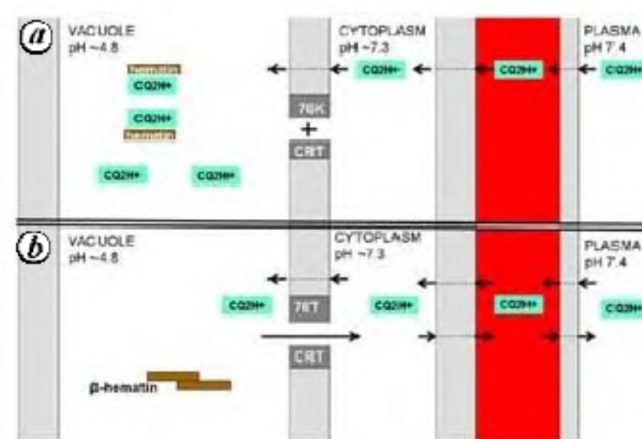 a
VACUOLE
pH ~4.8
CYTOPLASM
pH ~7.3
PLASMA
pH 7.4
hematin
CQ2H+
CQ2H+
hematin
CQ2H+
CQ2H+
76K
+
CRT
CQ2H+
CQ2H+
CQ2H+
b
VACUOLE
pH ~4.8
CYTOPLASM
pH ~7.3
PLASMA
pH 7.4
CQ2H+
76T
CRT
CQ2H+
CQ2H+
CQ2H+
β-hematin